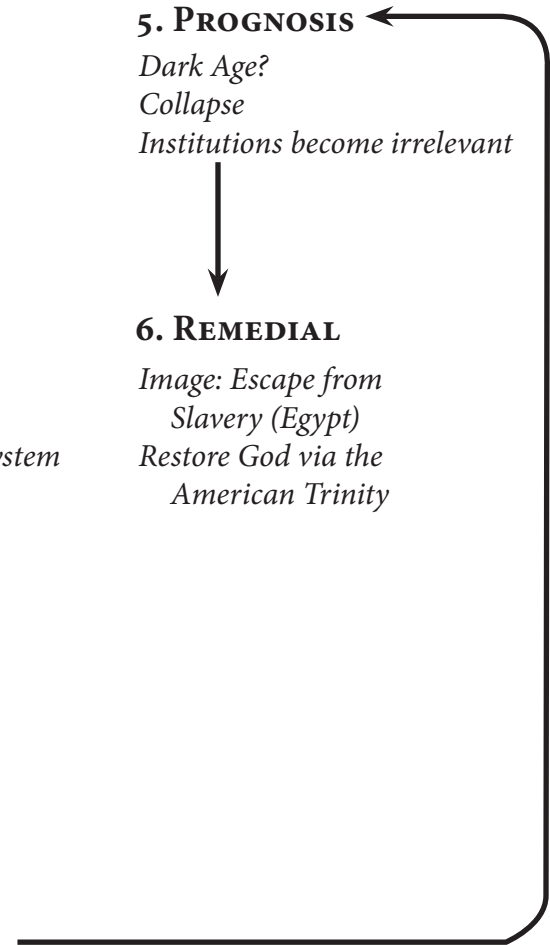 5. Prognosis
Dark Age?
Collapse
Institutions become irrelevant
6. Remedial
Image: Escape from
Slavery (Egypt)
Restore God via the
American Trinity